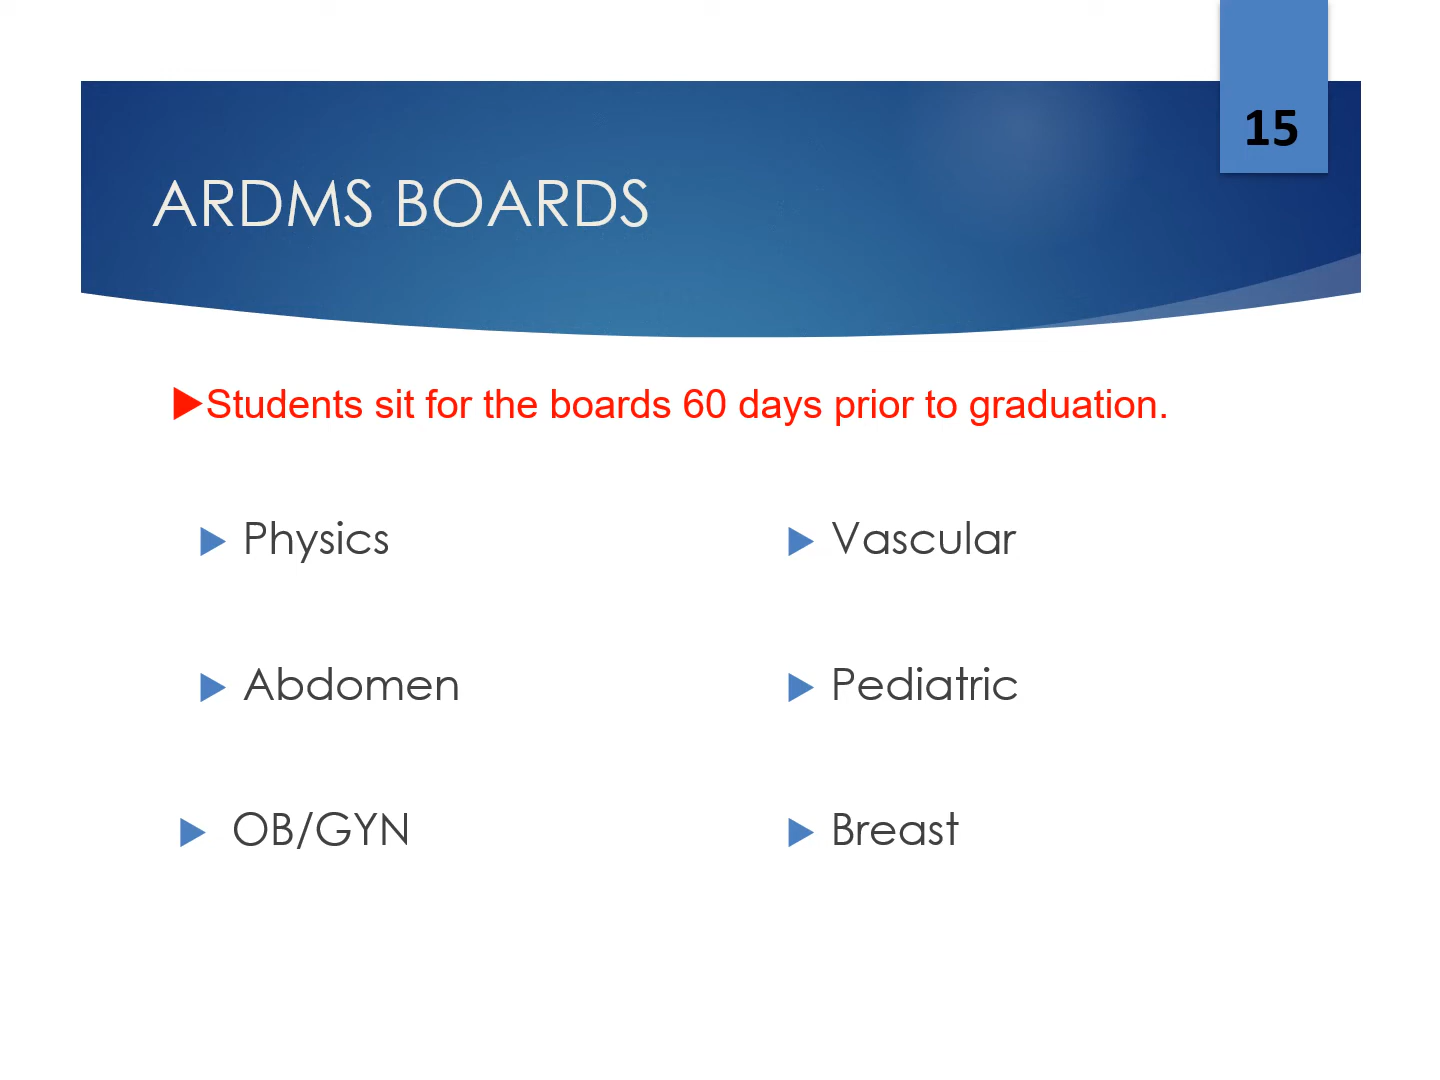 15
ARDMS BOARDS
Students sit for the boards 60 days prior to graduation.
Physics
Abdomen
OB/GYN
Vascular
Pediatric
Breast